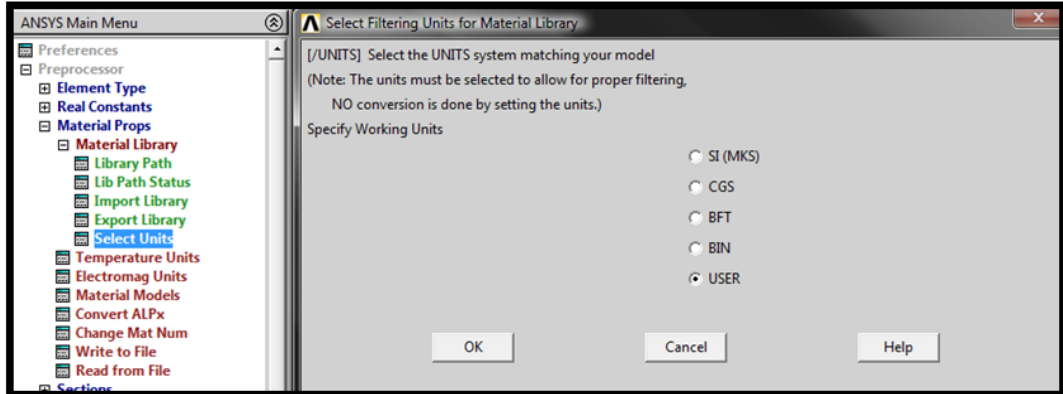 ANSYS Main Menu
Preferences
Preprocessor
Element Type
Real Constants
Material Props
Material Library
Library Path
Lib Path Status
Import Library
Export Library
Select Units
Temperature Units
Electromag Units
Material Models
Convert ALPx
Change Mat Num
Write to File
Read from File
Sections
Select Filtering Units for Material Library
[/UNITS] Select the UNITS system matching your model
(Note: The units must be selected to allow for proper filtering,
NO conversion is done by setting the units.)
Specify Working Units
SI (MKS)
CGS
BFT
BIN
USER
OK Cancel Help